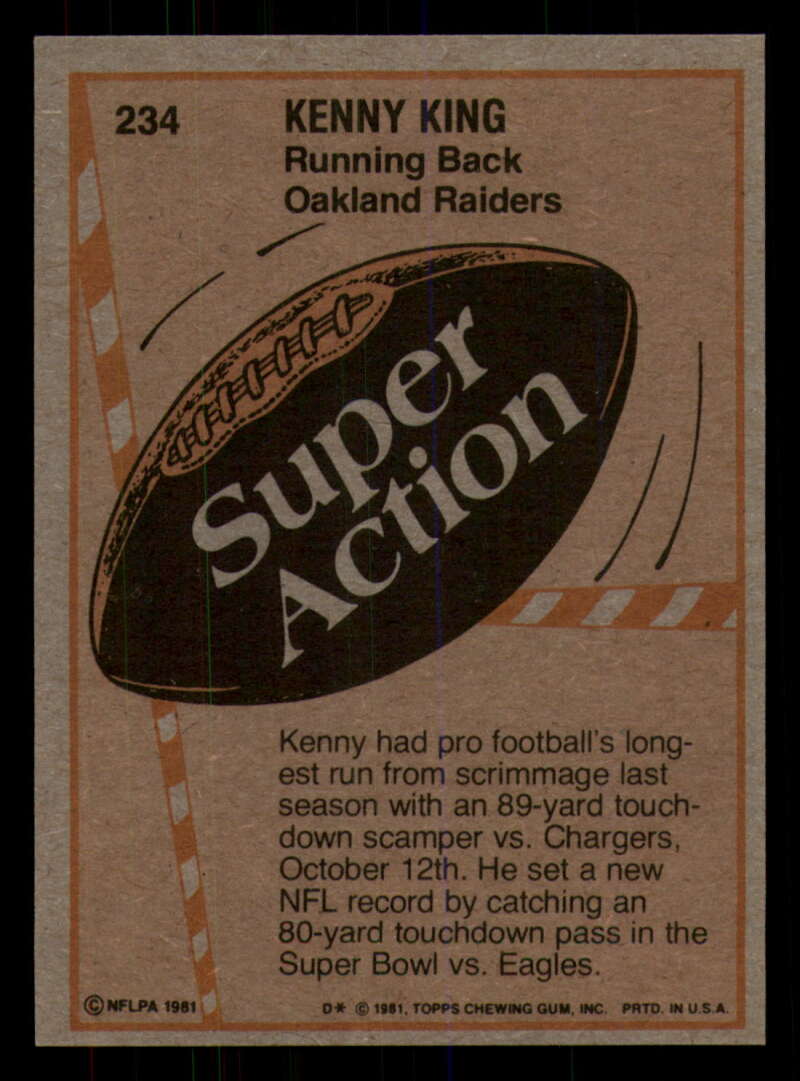 234
KENNY KING
Running Back
Oakland Raiders
Super
Action
Kenny had pro football's long-
est run from scrimmage last
season with an 89-yard touch-
down scamper vs. Chargers,
October 12th. He set a new
NFL record by catching an
80-yard touchdown pass in the
Super Bowl vs. Eagles.
© NFLPA 1981
D* © 1981, TOPPS CHEWING GUM, INC. PRTD. IN U.S.A.